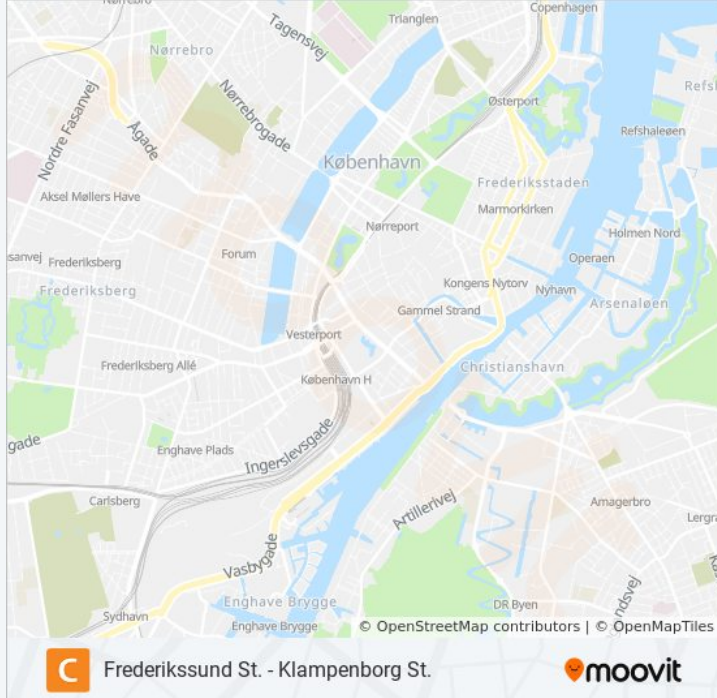 Nørrebro
Copenhagen
Trianglen
Tagensvej
Nørrebro
Refsh
Nordre Fasanvej
Nørrebrogade
Østerport
Ågade
Refshaleøen
København
Frederiksstaden
Aksel Møllers Have
Marmorkirken
Nørreport
Holmen Nord
sanvej
Frederiksberg
Forum
Operaen
Frederiksberg
Kongens Nytorv
Nyhavn
Arsenaløen
Gammel Strand
Vesterport
Frederiksberg Allé
København H
Christianshavn
gade
Enghave Plads
Ingerslevsgade
Carlsberg
Artillerivej
Amagerbro
Lergra
Vasbygade
Enghave Brygge
DR Byen
ndsvej
Sydhavn
Enghave Brygge
© OpenStreetMap contributors | © OpenMapTiles
C
Frederikssund St. - Klampenborg St.
moovit